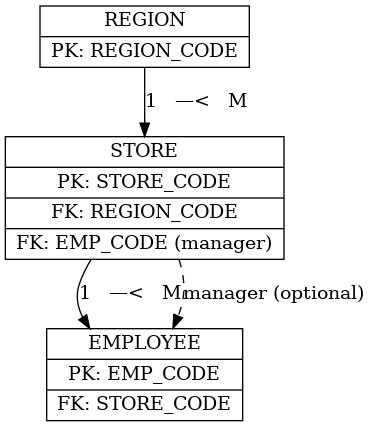 REGION
PK: REGION_CODE
1 —< M
STORE
PK: STORE_CODE
FK: REGION_CODE
FK: EMP_CODE (manager)
1 —< M
manager (optional)
EMPLOYEE
PK: EMP_CODE
FK: STORE_CODE